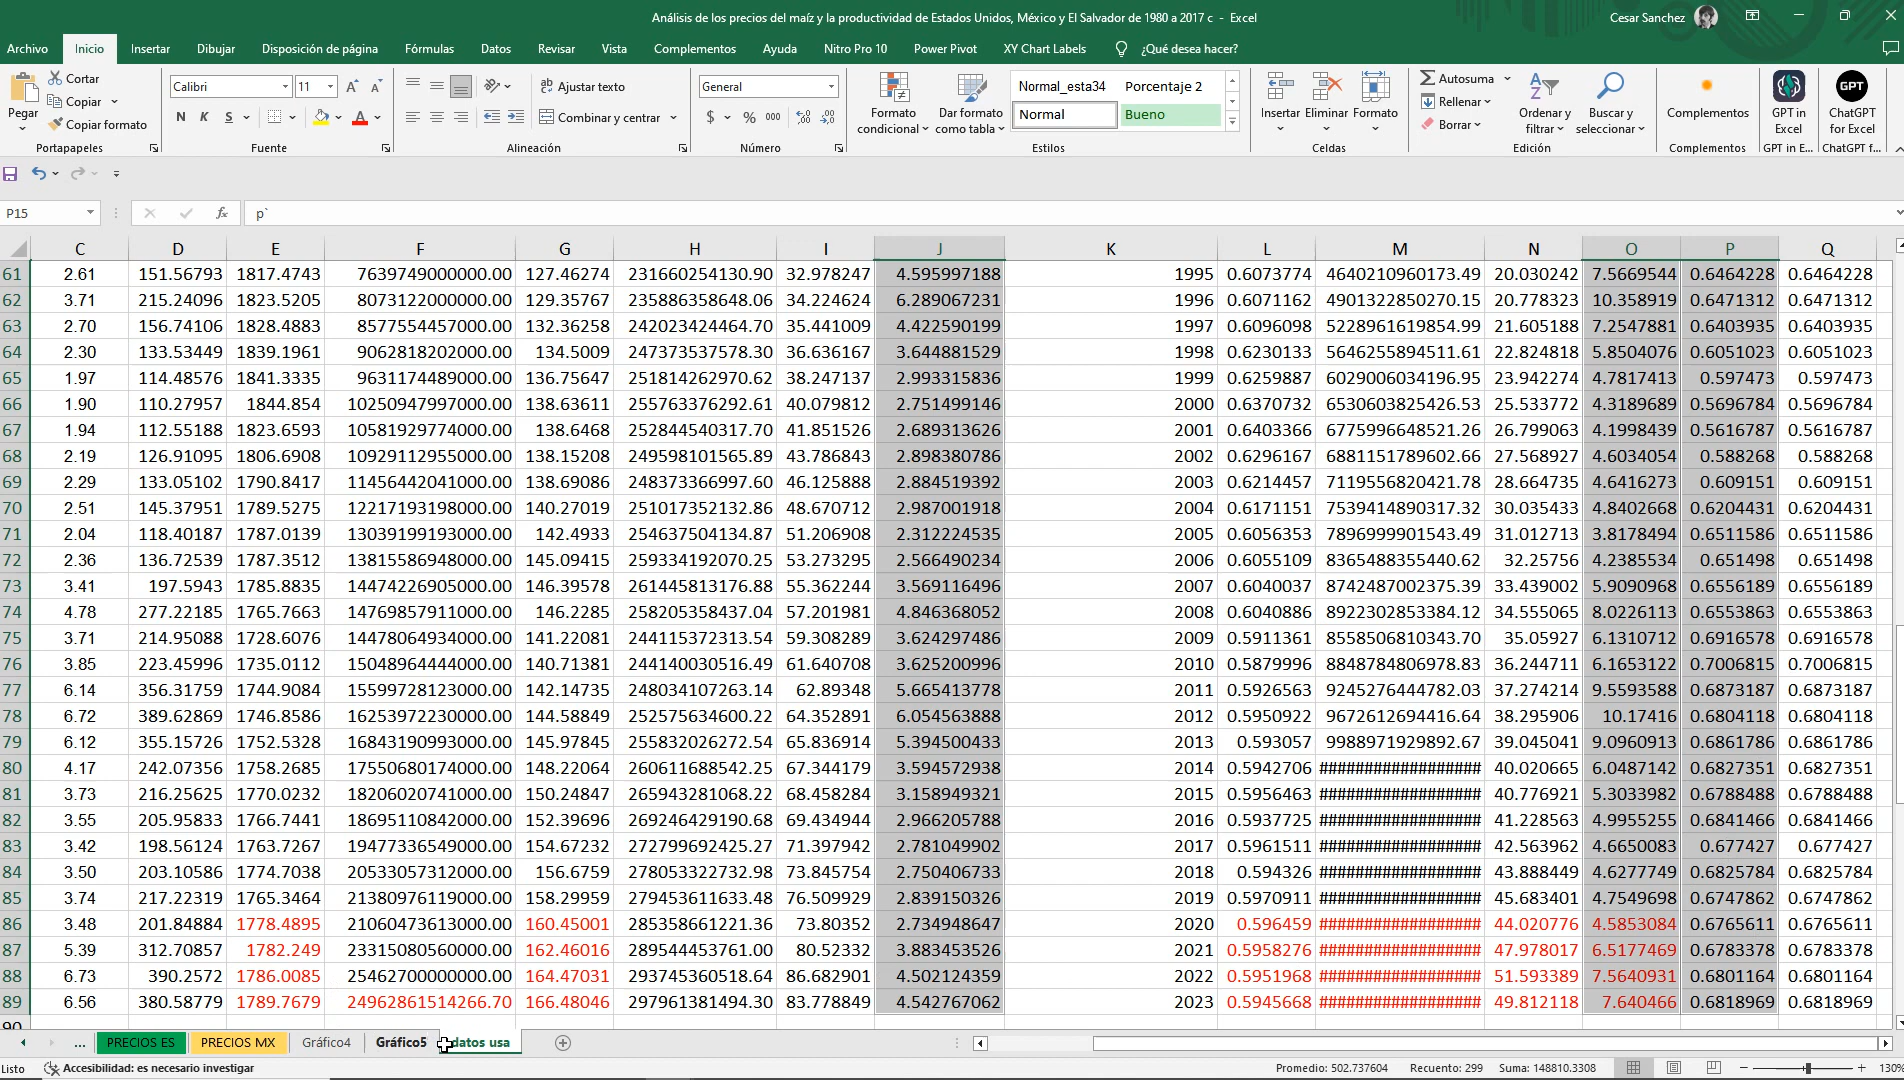 Análisis de los precios del maíz y la productividad de Estados Unidos, México y El Salvador de 1980 a 2017 c - Excel
Cesar Sanchez
Archivo Inicio Insertar Dibujar Disposición de página Fórmulas Datos Revisar Vista Complementos Ayuda Nitro Pro 10 Power Pivot XY Chart Labels ¿Qué desea hacer?
Pegar
Cortar
Copiar
Copiar formato
Portapapeles
Calibri 11
N K S
Fuente
Ajustar texto
Combinar y centrar
Alineación
General
$ % 000
Número
Formato condicional
Dar formato como tabla
Normal_esta34 Porcentaje 2
Normal Bueno
Estilos
Insertar Eliminar Formato
Celdas
Autosuma
Rellenar
Borrar
Ordenar y filtrar
Buscar y seleccionar
Edición
Complementos
Complementos
GPT in Excel
GPT in E...
GPT
ChatGPT for Excel
ChatGPT f...
P15 fx p`
C D E F G H I J K L M N O P Q
61 2.61 151.56793 1817.4743 7639749000000.00 127.46274 231660254130.90 32.978247 4.595997188 1995 0.6073774 4640210960173.49 20.030242 7.5669544 0.6464228 0.6464228
62 3.71 215.24096 1823.5205 8073122000000.00 129.35767 235886358648.06 34.224624 6.289067231 1996 0.6071162 4901322850270.15 20.778323 10.358919 0.6471312 0.6471312
63 2.70 156.74106 1828.4883 8577554457000.00 132.36258 242023424464.70 35.441009 4.422590199 1997 0.6096098 5228961619854.99 21.605188 7.2547881 0.6403935 0.6403935
64 2.30 133.53449 1839.1961 9062818202000.00 134.5009 247373537578.30 36.636167 3.644881529 1998 0.6230133 5646255894511.61 22.824818 5.8504076 0.6051023 0.6051023
65 1.97 114.48576 1841.3335 9631174489000.00 136.75647 251814262970.62 38.247137 2.993315836 1999 0.6259887 6029006034196.95 23.942274 4.7817413 0.597473 0.597473
66 1.90 110.27957 1844.854 10250947997000.00 138.63611 255763376292.61 40.079812 2.751499146 2000 0.6370732 6530603825426.53 25.533772 4.3189689 0.5696784 0.5696784
67 1.94 112.55188 1823.6593 10581929774000.00 138.6468 252844540317.70 41.851526 2.689313626 2001 0.6403366 6775996648521.26 26.799063 4.1998439 0.5616787 0.5616787
68 2.19 126.91095 1806.6908 10929112955000.00 138.15208 249598101565.89 43.786843 2.898380786 2002 0.6296167 6881151789602.66 27.568927 4.6034054 0.588268 0.588268
69 2.29 133.05102 1790.8417 11456442041000.00 138.69086 248373366997.60 46.125888 2.884519392 2003 0.6214457 7119556820421.78 28.664735 4.6416273 0.609151 0.609151
70 2.51 145.37951 1789.5275 12217193198000.00 140.27019 251017352132.86 48.670712 2.987001918 2004 0.6171151 7539414890317.32 30.035433 4.8402668 0.6204431 0.6204431
71 2.04 118.40187 1787.0139 13039199193000.00 142.4933 254637504134.87 51.206908 2.312224535 2005 0.6056353 7896999901543.49 31.012713 3.8178494 0.6511586 0.6511586
72 2.36 136.72539 1787.3512 13815586948000.00 145.09415 259334192070.25 53.273295 2.566490234 2006 0.6055109 8365488355440.62 32.25756 4.2385534 0.651498 0.651498
73 3.41 197.5943 1785.8835 14474226905000.00 146.39578 261445813176.88 55.362244 3.569116496 2007 0.6040037 8742487002375.39 33.439002 5.9090968 0.6556189 0.6556189
74 4.78 277.22185 1765.7663 14769857911000.00 146.2285 258205358437.04 57.201981 4.846368052 2008 0.6040886 8922302853384.12 34.555065 8.0226113 0.6553863 0.6553863
75 3.71 214.95088 1728.6076 14478064934000.00 141.22081 244115372313.54 59.308289 3.624297486 2009 0.5911361 8558506810343.70 35.05927 6.1310712 0.6916578 0.6916578
76 3.85 223.45996 1735.0112 15048964444000.00 140.71381 244140030516.49 61.640708 3.625200996 2010 0.5879996 8848784806978.83 36.244711 6.1653122 0.7006815 0.7006815
77 6.14 356.31759 1744.9084 15599728123000.00 142.14735 248034107263.14 62.89348 5.665413778 2011 0.5926563 9245276444782.03 37.274214 9.5593588 0.6873187 0.6873187
78 6.72 389.62869 1746.8586 16253972230000.00 144.58849 252575634600.22 64.352891 6.054563888 2012 0.5950922 9672612694416.64 38.295906 10.17416 0.6804118 0.6804118
79 6.12 355.15726 1752.5328 16843190993000.00 145.97845 255832026272.54 65.836914 5.394500433 2013 0.593057 9988971929892.67 39.045041 9.0960913 0.6861786 0.6861786
80 4.17 242.07356 1758.2685 17550680174000.00 148.22064 260611688542.25 67.344179 3.594572938 2014 0.5942706 ################## 40.020665 6.0487142 0.6827351 0.6827351
81 3.73 216.25625 1770.0232 18206020741000.00 150.24847 265943281068.22 68.458284 3.158949321 2015 0.5956463 ################## 40.776921 5.3033982 0.6788488 0.6788488
82 3.55 205.95833 1766.7441 18695110842000.00 152.39696 269246429190.68 69.434944 2.966205788 2016 0.5937725 ################## 41.228563 4.9955255 0.6841466 0.6841466
83 3.42 198.56124 1763.7267 19477336549000.00 154.67232 272799692425.27 71.397942 2.781049902 2017 0.5961511 ################## 42.563962 4.6650083 0.677427 0.677427
84 3.50 203.10586 1774.7038 20533057312000.00 156.6759 278053322732.98 73.845754 2.750406733 2018 0.594326 ################## 43.888449 4.6277749 0.6825784 0.6825784
85 3.74 217.22319 1765.3464 21380976119000.00 158.29959 279453611633.48 76.509929 2.839150326 2019 0.5970911 ################## 45.683401 4.7549698 0.6747862 0.6747862
86 3.48 201.84884 1778.4895 21060473613000.00 160.45001 285358661221.36 73.80352 2.734948647 2020 0.596459 ################## 44.020776 4.5853084 0.6765611 0.6765611
87 5.39 312.70857 1782.249 23315080560000.00 162.46016 289544453761.00 80.52332 3.883453526 2021 0.5958276 ################## 47.978017 6.5177469 0.6783378 0.6783378
88 6.73 390.2572 1786.0085 25462700000000.00 164.47031 293745360518.64 86.682901 4.502124359 2022 0.5951968 ################## 51.593389 7.5640931 0.6801164 0.6801164
89 6.56 380.58779 1789.7679 24962861514266.70 166.48046 297961381494.30 83.778849 4.542767062 2023 0.5945668 ################## 49.812118 7.640466 0.6818969 0.6818969
90
... PRECIOS ES PRECIOS MX Gráfico4 Gráfico5 datos usa
Listo Accesibilidad: es necesario investigar Promedio: 502.737604 Recuento: 299 Suma: 148810.3308 130%